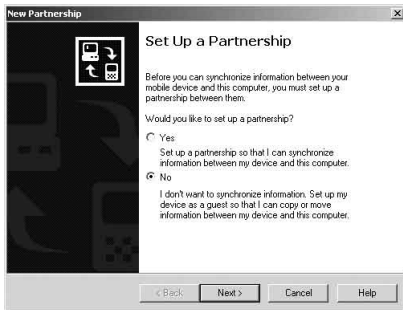 New Partnership
Set Up a Partnership
Before you can synchronize information between your
mobile device and this computer, you must set up a
partnership between them.
Would you like to set up a partnership?
Yes
Set up a partnership so that I can synchronize
information between my device and this computer.
No
I don't want to synchronize information. Set up my
device as a guest so that I can copy or move
information between my device and this computer.
< Back Next > Cancel Help